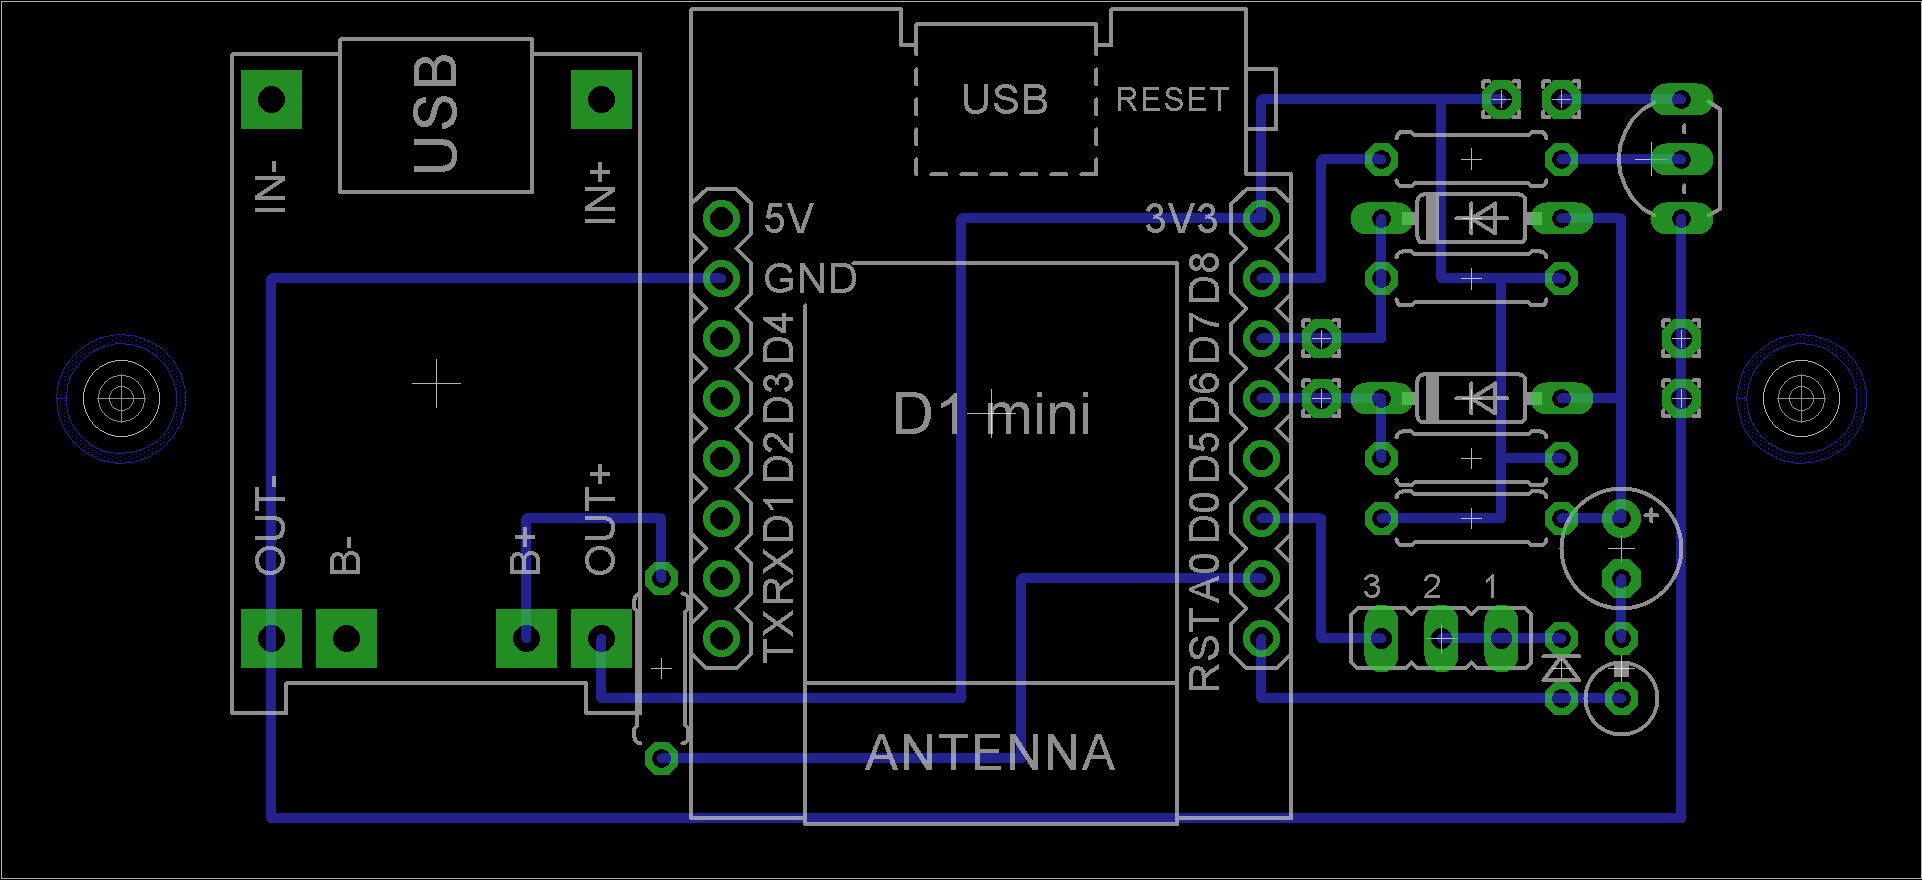 USB
IN-
IN+
OUT-
B-
B+
OUT+
USB
RESET
5V
GND
D4
D3
D2
D1
RX
TX
3V3
D8
D7
D6
D5
D0
A0
RST
D1 mini
ANTENNA
3 2 1
+